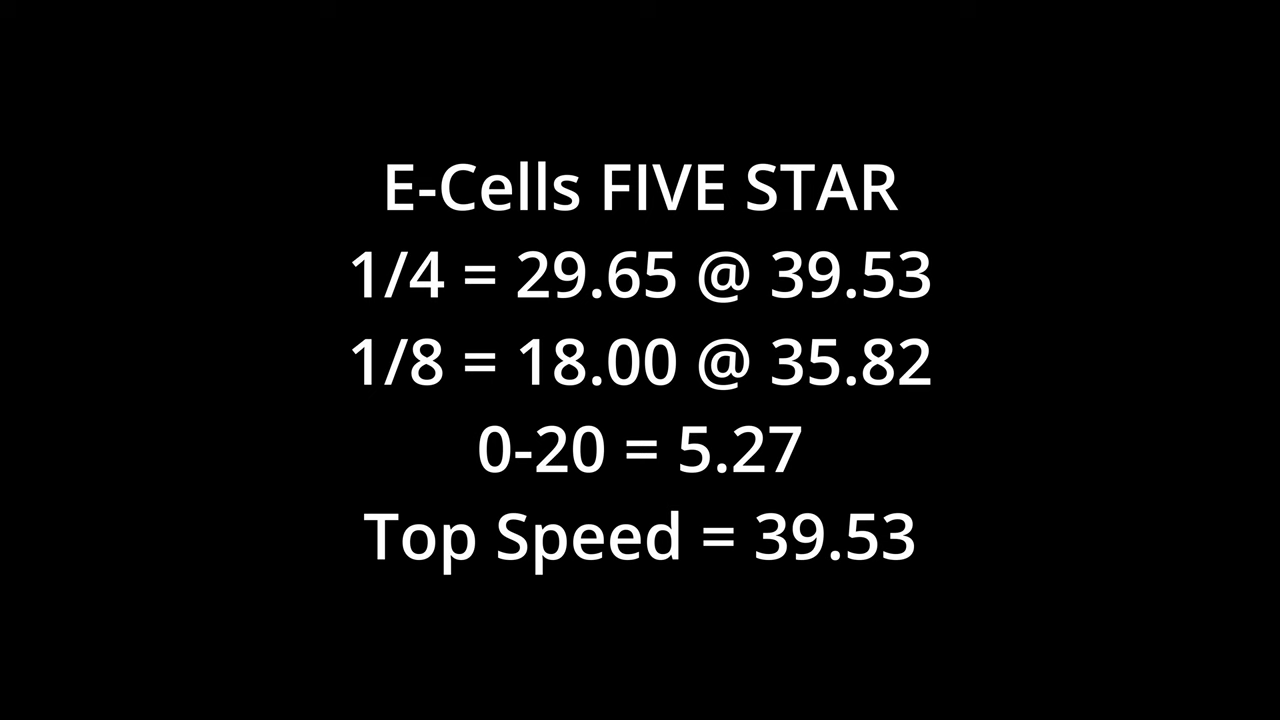 E-Cells FIVE STAR
1/4 = 29.65 @ 39.53
1/8 = 18.00 @ 35.82
0-20 = 5.27
Top Speed = 39.53